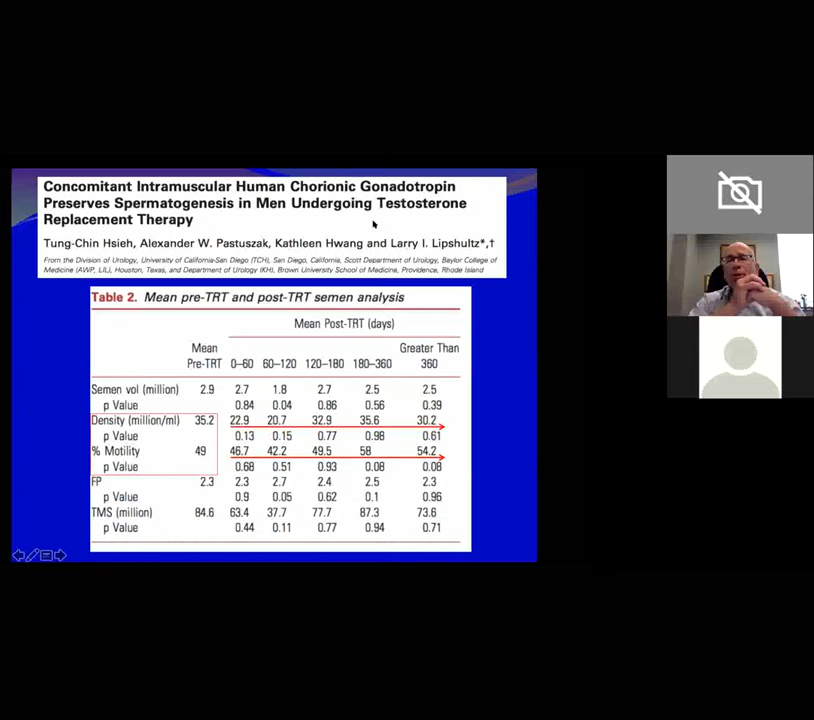 Concomitant Intramuscular Human Chorionic Gonadotropin
Preserves Spermatogenesis in Men Undergoing Testosterone
Replacement Therapy
Tung-Chin Hsieh, Alexander W. Pastuszak, Kathleen Hwang and Larry I. Lipshultz*,†
From the Division of Urology, University of California-San Diego (TCH), San Diego, California, Scott Department of Urology, Baylor College of
Medicine (AWP, LIL), Houston, Texas, and Department of Urology (KH), Brown University School of Medicine, Providence, Rhode Island
Table 2. Mean pre-TRT and post-TRT semen analysis
Mean Post-TRT (days)
Mean Greater Than
Pre-TRT 0–60 60–120 120–180 180–360 360
Semen vol (million) 2.9 2.7 1.8 2.7 2.5 2.5
p Value 0.84 0.04 0.86 0.56 0.39
Density (million/ml) 35.2 22.9 20.7 32.9 35.6 30.2
p Value 0.13 0.15 0.77 0.98 0.61
% Motility 49 46.7 42.2 49.5 58 54.2
p Value 0.68 0.51 0.93 0.08 0.08
FP 2.3 2.3 2.7 2.4 2.5 2.3
p Value 0.9 0.05 0.62 0.1 0.96
TMS (million) 84.6 63.4 37.7 77.7 87.3 73.6
p Value 0.44 0.11 0.77 0.94 0.71